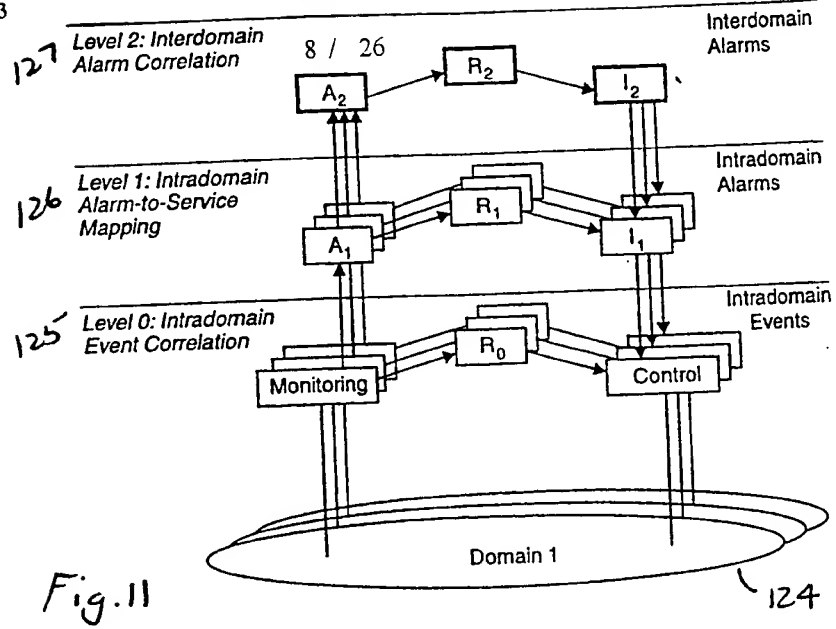 3
127
Level 2: Interdomain
Alarm Correlation
8 / 26
Interdomain
Alarms
A2
R2
I2
126
Level 1: Intradomain
Alarm-to-Service
Mapping
Intradomain
Alarms
A1
R1
I1
125
Level 0: Intradomain
Event Correlation
Intradomain
Events
Monitoring
R0
Control
Domain 1
Fig.11
124